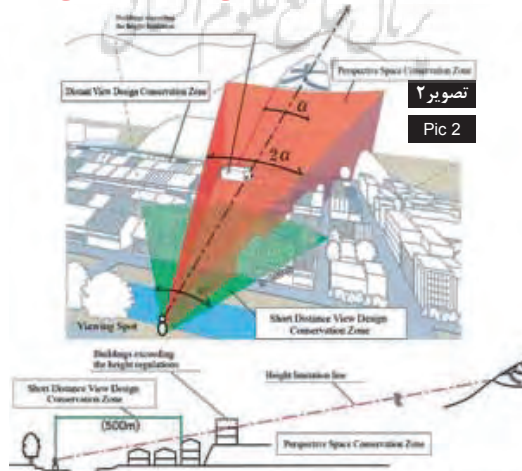 Buildings exceeding
the height limitation
Perspective Space Conservation Zone
Distant View Design Conservation Zone
تصویر۲
Pic 2
a
2a
Viewing Spot
Short Distance View Design
Conservation Zone
Buildings exceeding
the height regulations
Height limitation line
Short Distance View Design
Conservation Zone
(500m)
Perspective Space Conservation Zone